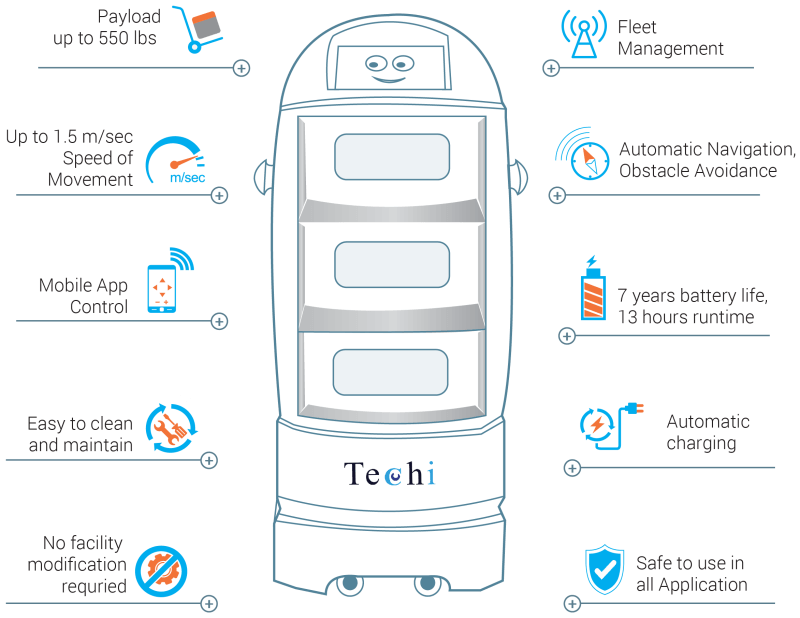 Payload
up to 550 lbs
Fleet
Management
Up to 1.5 m/sec
Speed of
Movement
m/sec
Automatic Navigation,
Obstacle Avoidance
Mobile App
Control
7 years battery life,
13 hours runtime
Easy to clean
and maintain
Automatic
charging
Techi
No facility
modification
requried
Safe to use in
all Application